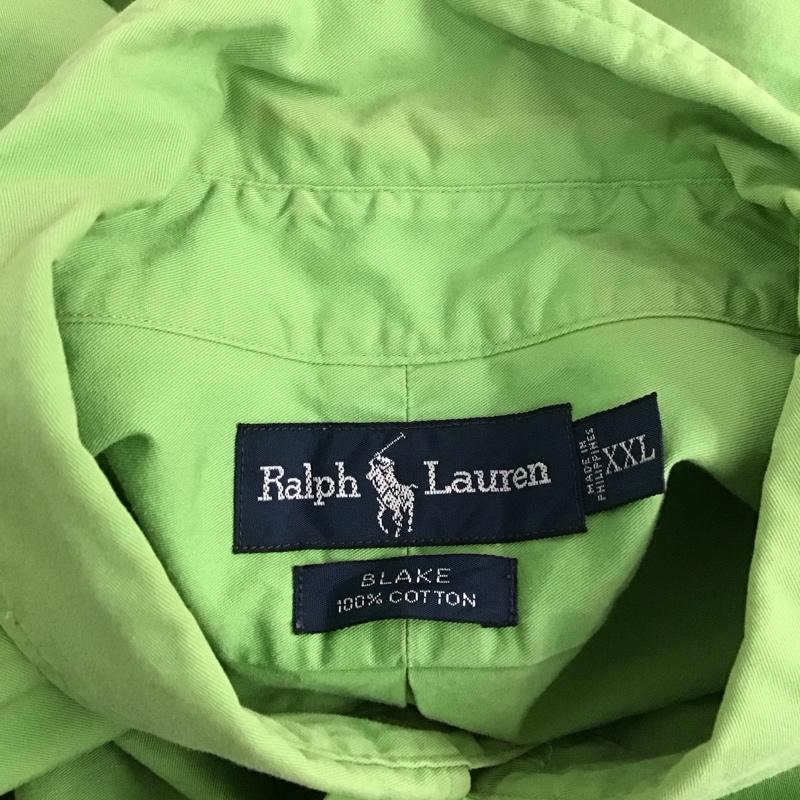 Ralph Lauren
MADE IN
PHILIPPINES
XXL
BLAKE
100% COTTON